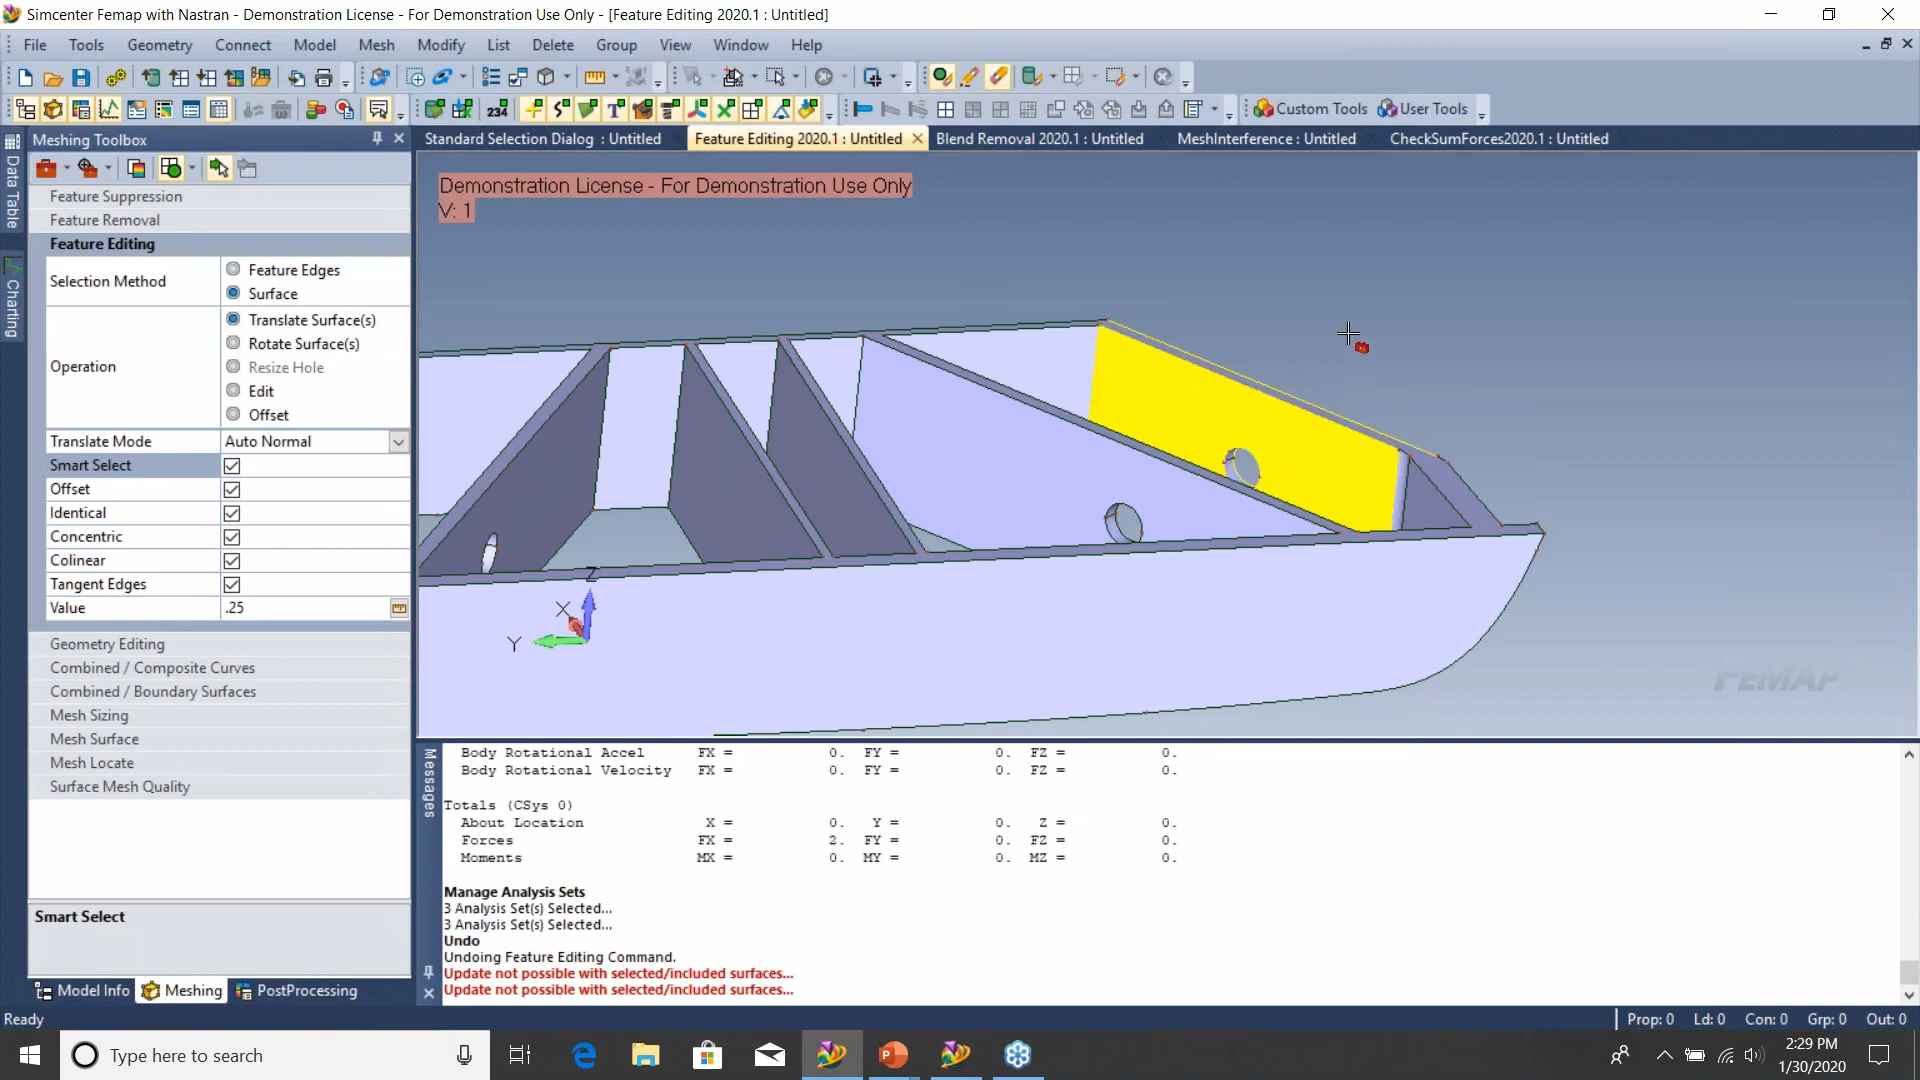 Simcenter Femap with Nastran - Demonstration License - For Demonstration Use Only - [Feature Editing 2020.1 : Untitled]
File Tools Geometry Connect Model Mesh Modify List Delete Group View Window Help
234
Custom Tools User Tools
Meshing Toolbox
Standard Selection Dialog : Untitled Feature Editing 2020.1 : Untitled Blend Removal 2020.1 : Untitled MeshInterference : Untitled CheckSumForces2020.1 : Untitled
Data Table
Charting
Feature Suppression
Feature Removal
Feature Editing
Selection Method
Feature Edges
Surface
Operation
Translate Surface(s)
Rotate Surface(s)
Resize Hole
Edit
Offset
Translate Mode Auto Normal
Smart Select
Offset
Identical
Concentric
Colinear
Tangent Edges
Value .25
Geometry Editing
Combined / Composite Curves
Combined / Boundary Surfaces
Mesh Sizing
Mesh Surface
Mesh Locate
Surface Mesh Quality
Smart Select
Model Info Meshing PostProcessing
Demonstration License - For Demonstration Use Only
V: 1
Z
X
Y
FEMAP
Messages
Body Rotational Accel FX = 0. FY = 0. FZ = 0.
Body Rotational Velocity FX = 0. FY = 0. FZ = 0.
Totals (CSys 0)
About Location X = 0. Y = 0. Z = 0.
Forces FX = 2. FY = 0. FZ = 0.
Moments MX = 0. MY = 0. MZ = 0.
Manage Analysis Sets
3 Analysis Set(s) Selected...
3 Analysis Set(s) Selected...
Undo
Undoing Feature Editing Command.
Update not possible with selected/included surfaces...
Update not possible with selected/included surfaces...
Ready
Prop: 0 Ld: 0 Con: 0 Grp: 0 Out: 0
Type here to search
2:29 PM
1/30/2020